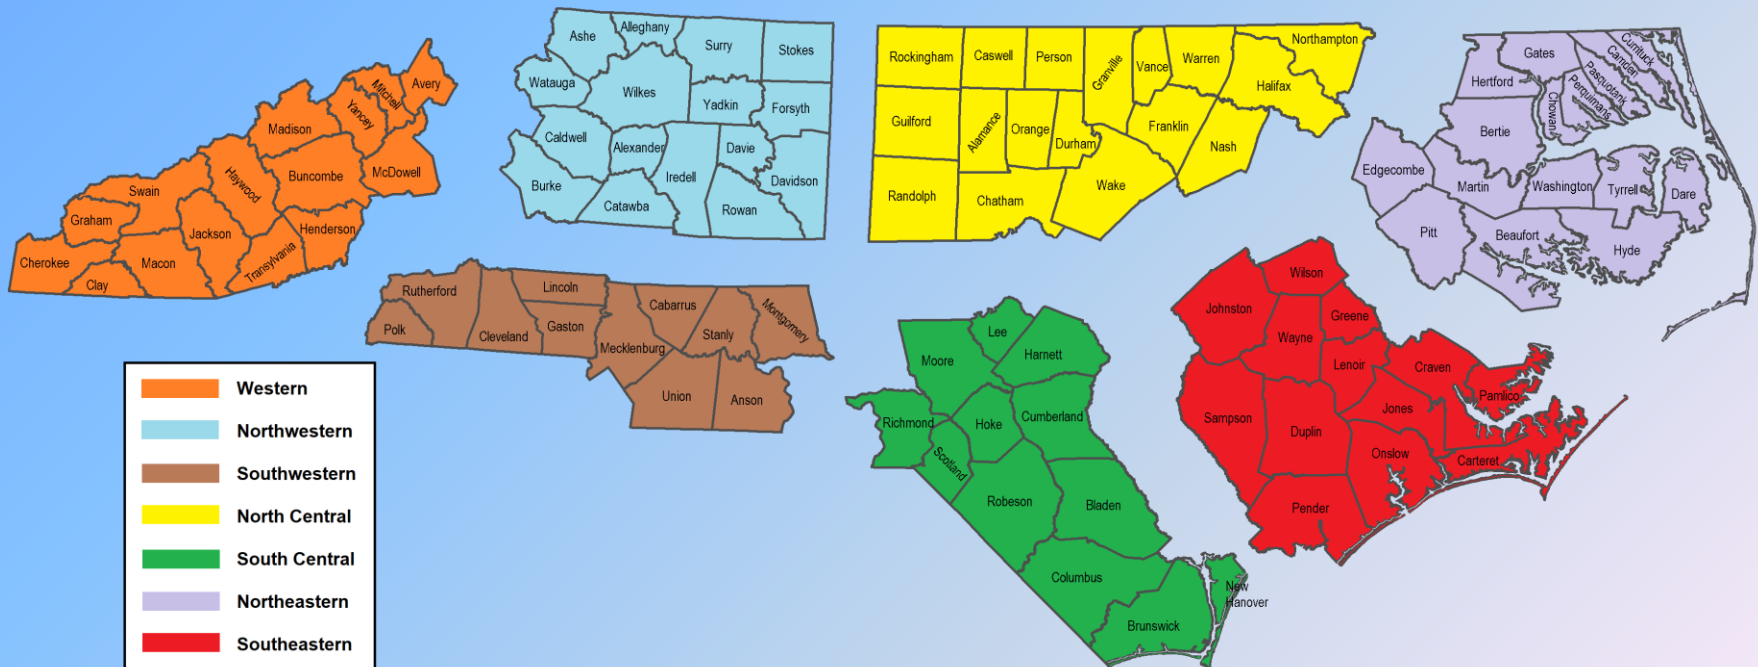 Avery
Mitchell
Yancey
Madison
McDowell
Buncombe
Haywood
Swain
Graham
Jackson
Henderson
Transylvania
Cherokee
Macon
Clay
Ashe
Alleghany
Surry
Stokes
Watauga
Wilkes
Yadkin
Forsyth
Caldwell
Alexander
Davie
Iredell
Davidson
Burke
Catawba
Rowan
Rutherford
Polk
Cleveland
Lincoln
Gaston
Mecklenburg
Cabarrus
Stanly
Montgomery
Union
Anson
Rockingham
Caswell
Person
Granville
Vance
Warren
Northampton
Halifax
Guilford
Alamance
Orange
Durham
Franklin
Nash
Randolph
Chatham
Wake
Lee
Moore
Harnett
Richmond
Hoke
Cumberland
Scotland
Robeson
Bladen
Columbus
New
Hanover
Brunswick
Gates
Currituck
Camden
Pasquotank
Perquimans
Chowan
Hertford
Bertie
Edgecombe
Martin
Washington
Tyrrell
Dare
Pitt
Beaufort
Hyde
Wilson
Johnston
Greene
Wayne
Lenoir
Craven
Pamlico
Jones
Sampson
Duplin
Onslow
Carteret
Pender
Western
Northwestern
Southwestern
North Central
South Central
Northeastern
Southeastern